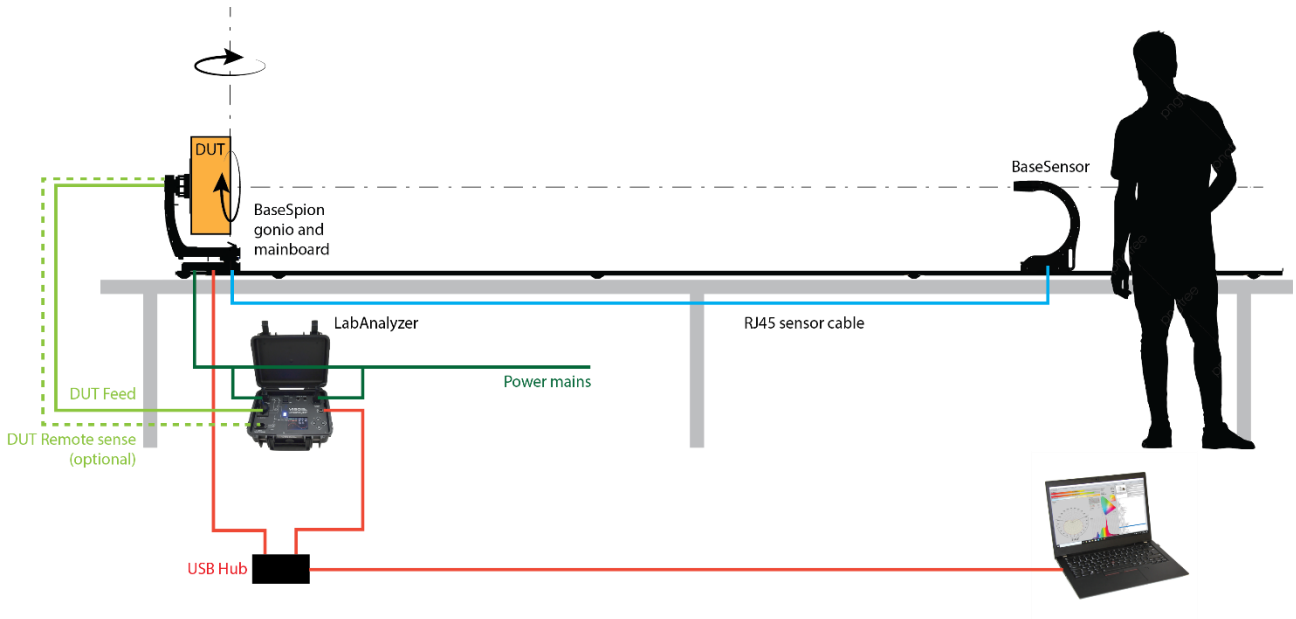 DUT
BaseSensor
BaseSpion
gonio and
mainboard
LabAnalyzer
RJ45 sensor cable
Power mains
DUT Feed
DUT Remote sense
(optional)
USB Hub